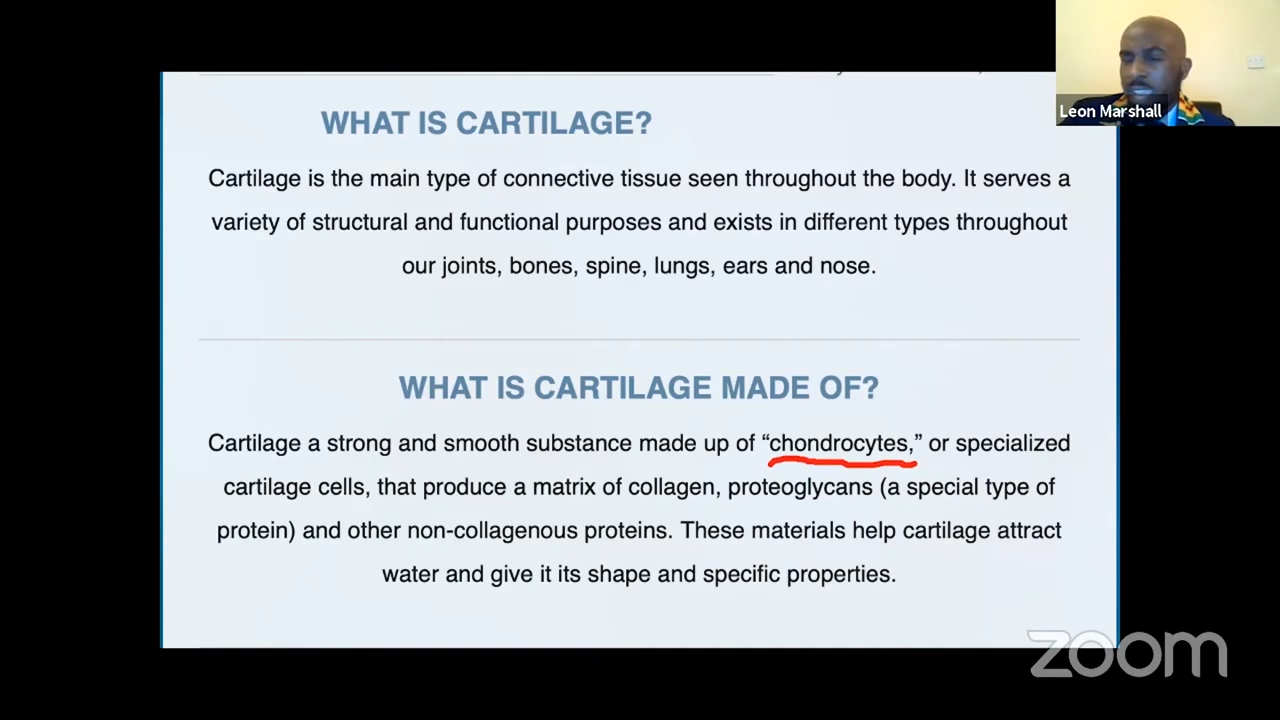 Leon Marshall
WHAT IS CARTILAGE?
Cartilage is the main type of connective tissue seen throughout the body. It serves a
variety of structural and functional purposes and exists in different types throughout
our joints, bones, spine, lungs, ears and nose.
WHAT IS CARTILAGE MADE OF?
Cartilage a strong and smooth substance made up of “chondrocytes,” or specialized
cartilage cells, that produce a matrix of collagen, proteoglycans (a special type of
protein) and other non-collagenous proteins. These materials help cartilage attract
water and give it its shape and specific properties.
zoom